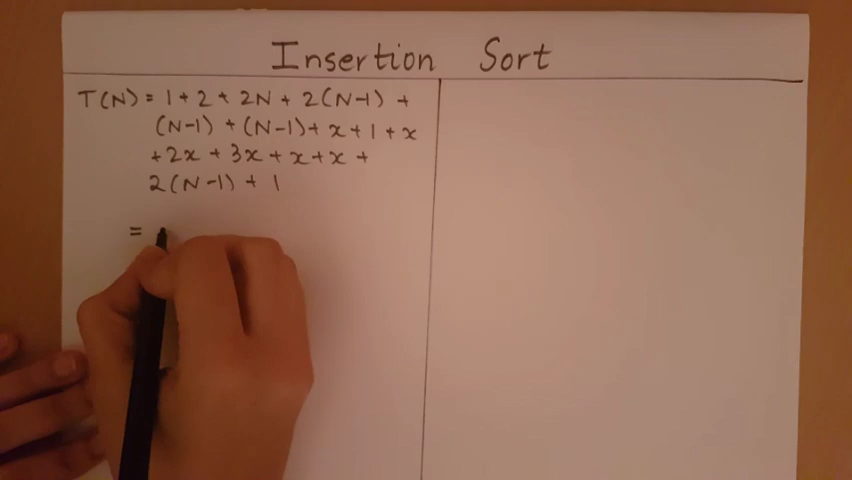 Insertion Sort
T(N) = 1 + 2 + 2N + 2(N-1) +
(N-1) + (N-1) + x + 1 + x
+ 2x + 3x + x + x +
2(N-1) + 1
=